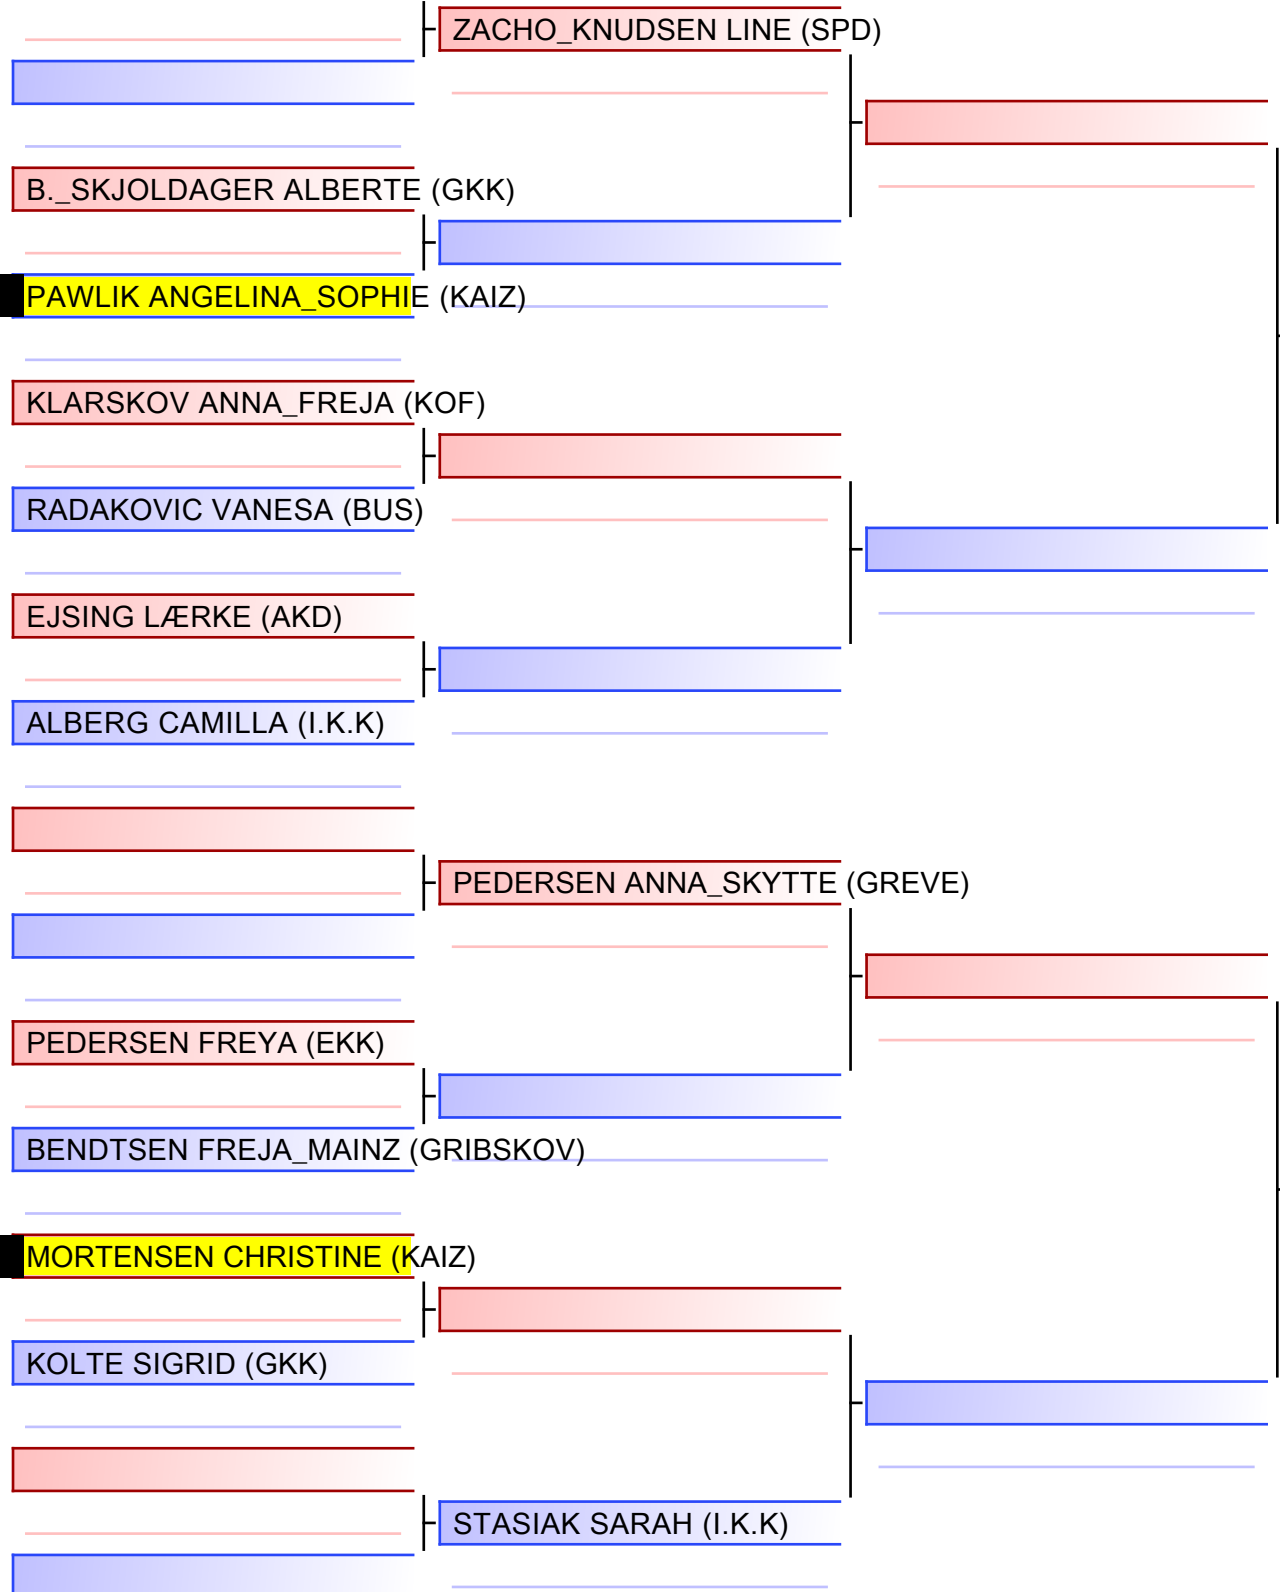 ZACHO_KNUDSEN LINE (SPD)
B._SKJOLDAGER ALBERTE (GKK)
PAWLIK ANGELINA_SOPHIE (KAIZ)
KLARSKOV ANNA_FREJA (KOF)
RADAKOVIC VANESA (BUS)
EJSING LÆRKE (AKD)
ALBERG CAMILLA (I.K.K)
PEDERSEN ANNA_SKYTTE (GREVE)
PEDERSEN FREYA (EKK)
BENDTSEN FREJA_MAINZ (GRIBSKOV)
MORTENSEN CHRISTINE (KAIZ)
KOLTE SIGRID (GKK)
STASIAK SARAH (I.K.K)